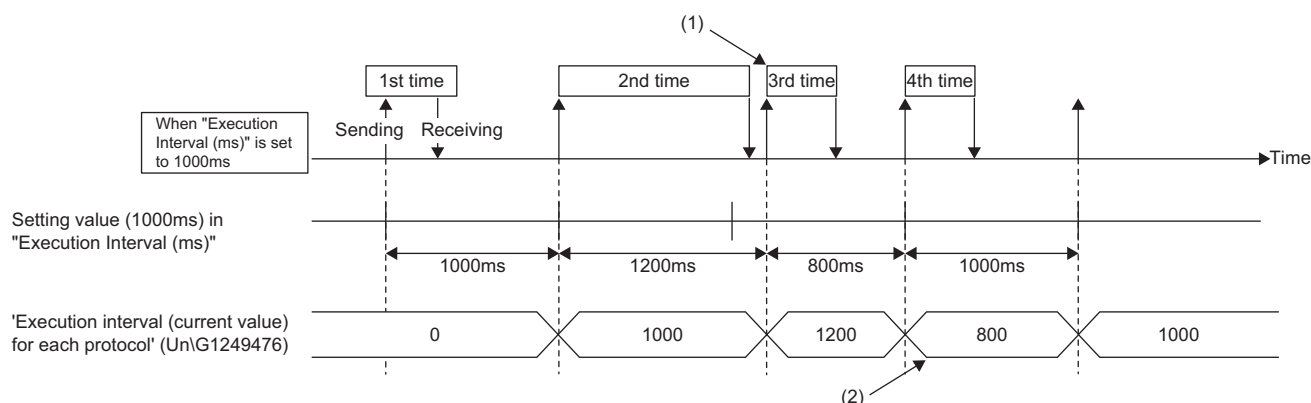 (1)
1st time
2nd time
3rd time
4th time
When "Execution
Interval (ms)" is set
to 1000ms
Sending
Receiving
Time
Setting value (1000ms) in
"Execution Interval (ms)"
1000ms
1200ms
800ms
1000ms
'Execution interval (current value)
for each protocol' (Un\G1249476)
0
1000
1200
800
1000
(2)